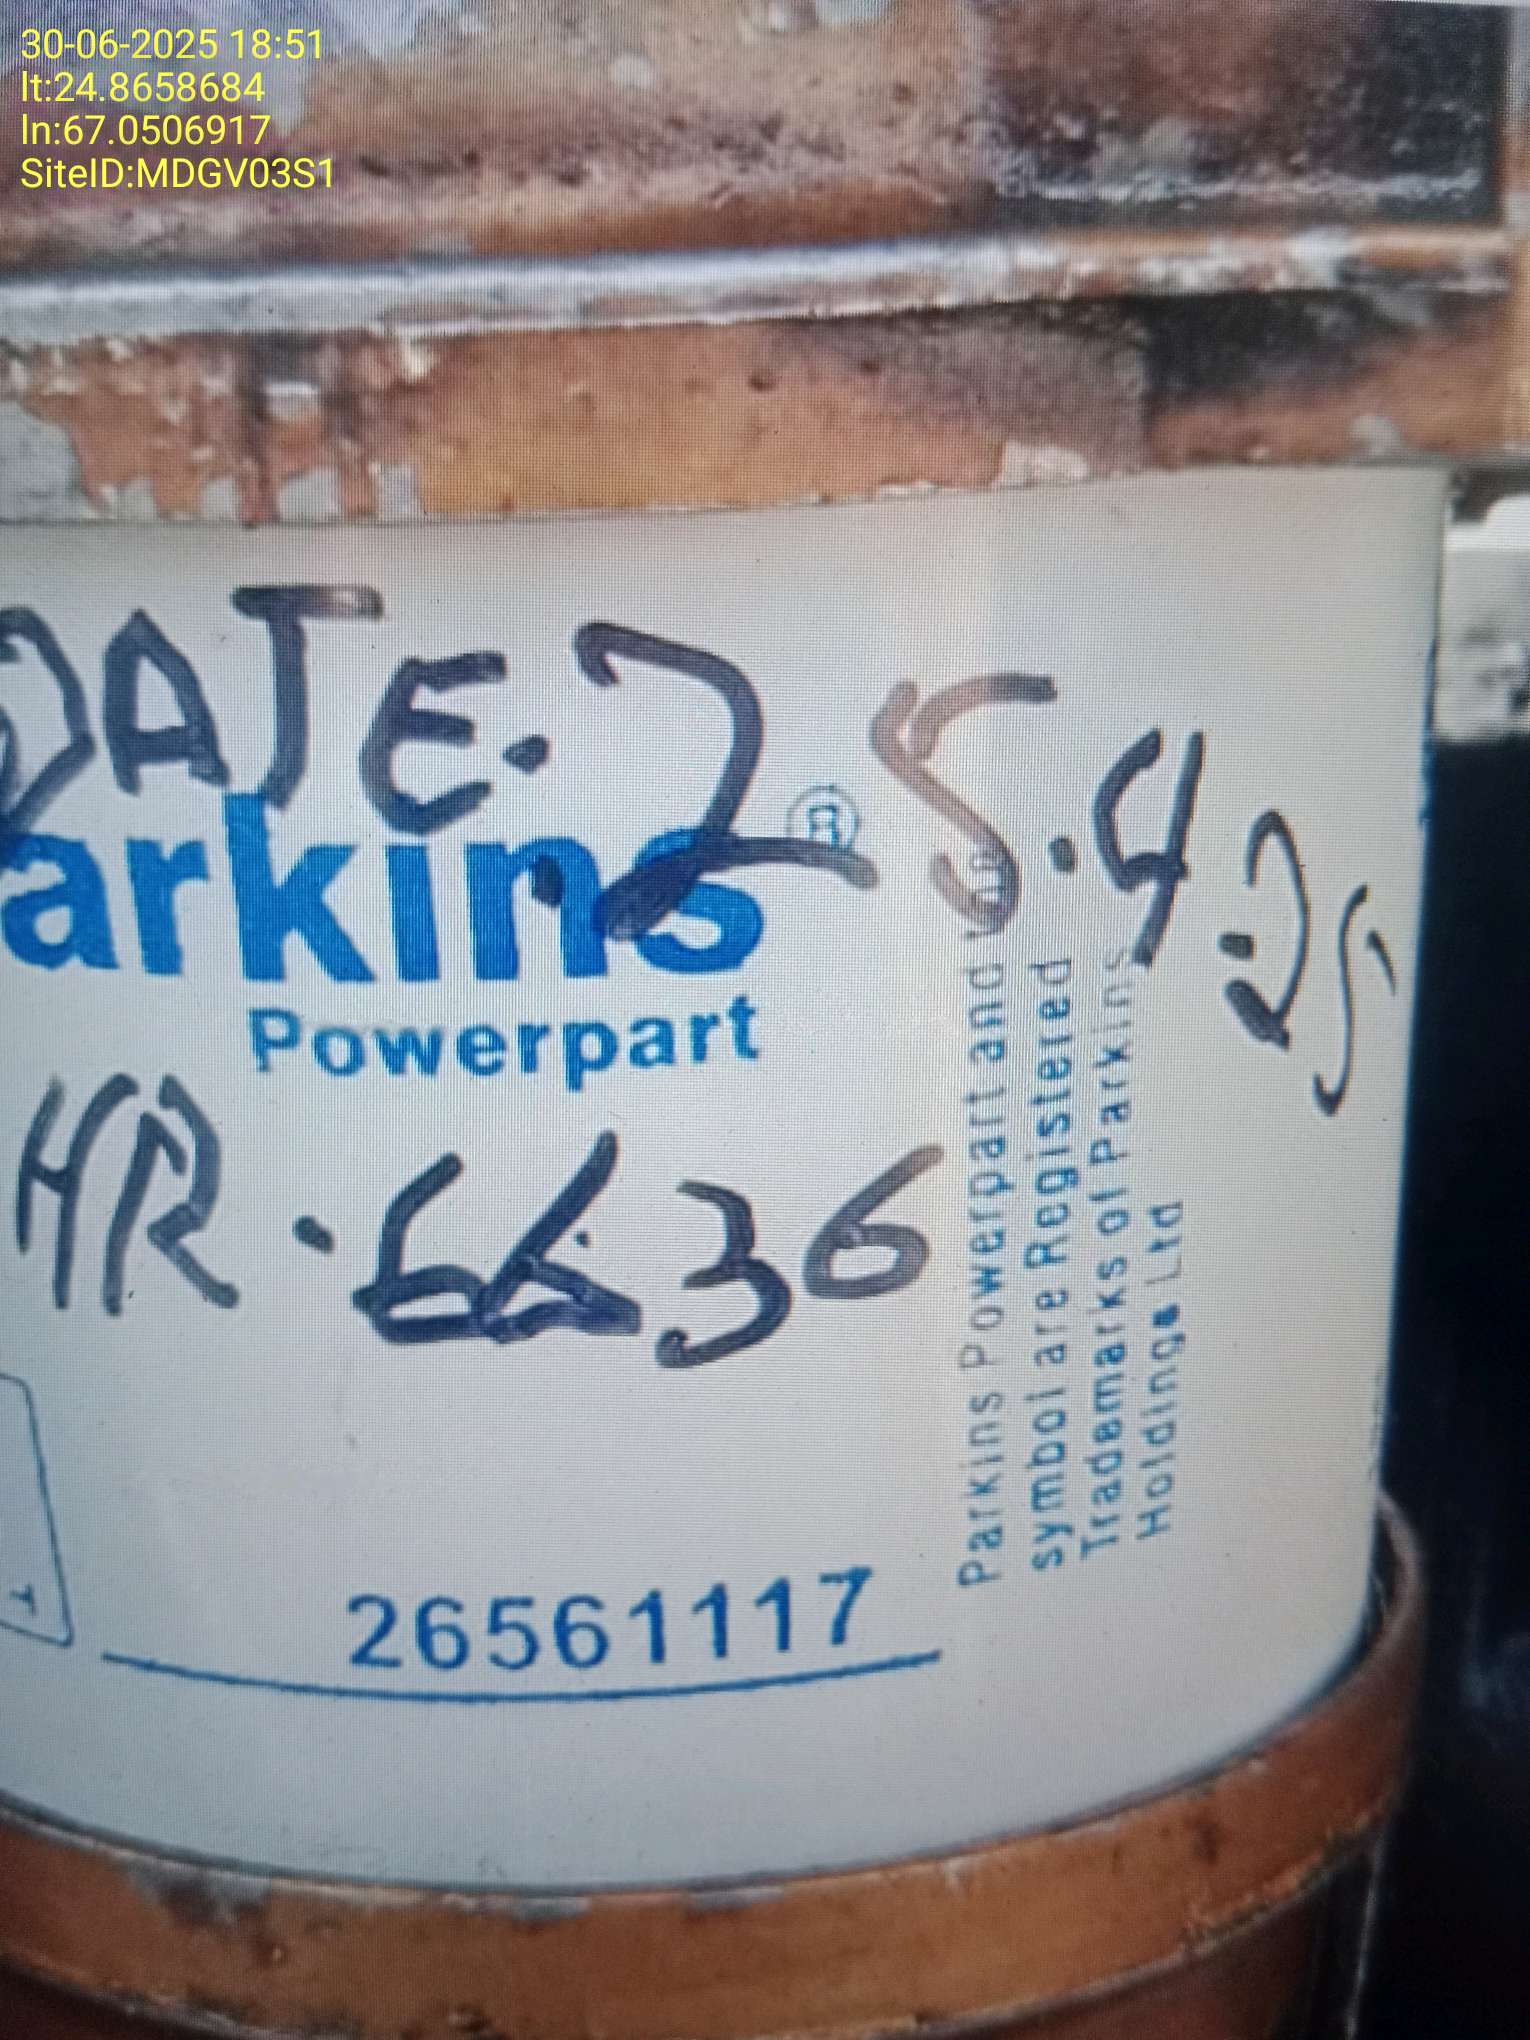 30-06-2025 18:51
lt:24.8658684
ln:67.0506917
SiteID:MDGV03S1
DATE. 25.4.25
arkins
Powerpart
HR. 6636
Parkins Powerpart and
symbol are Registered
Trademarks of Parkins
Holdings Ltd
T
26561117